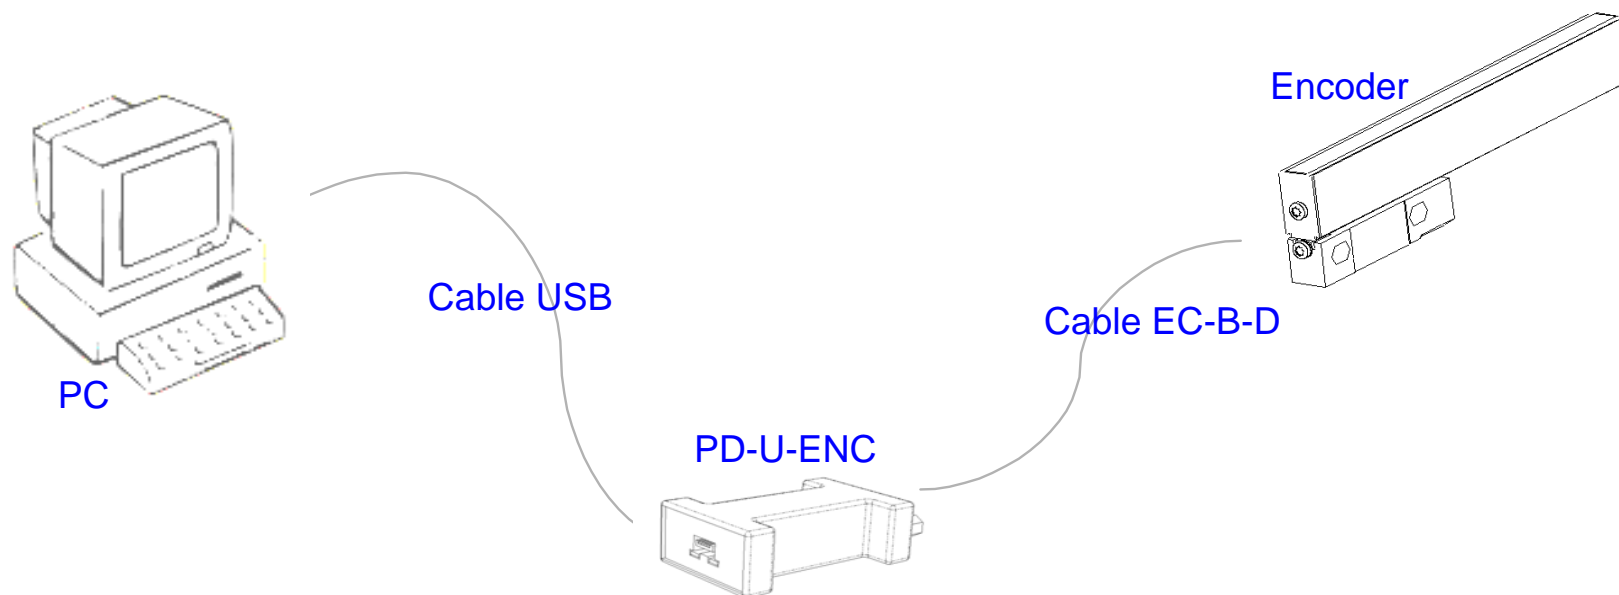 Encoder
Cable USB
Cable EC-B-D
PC
PD-U-ENC